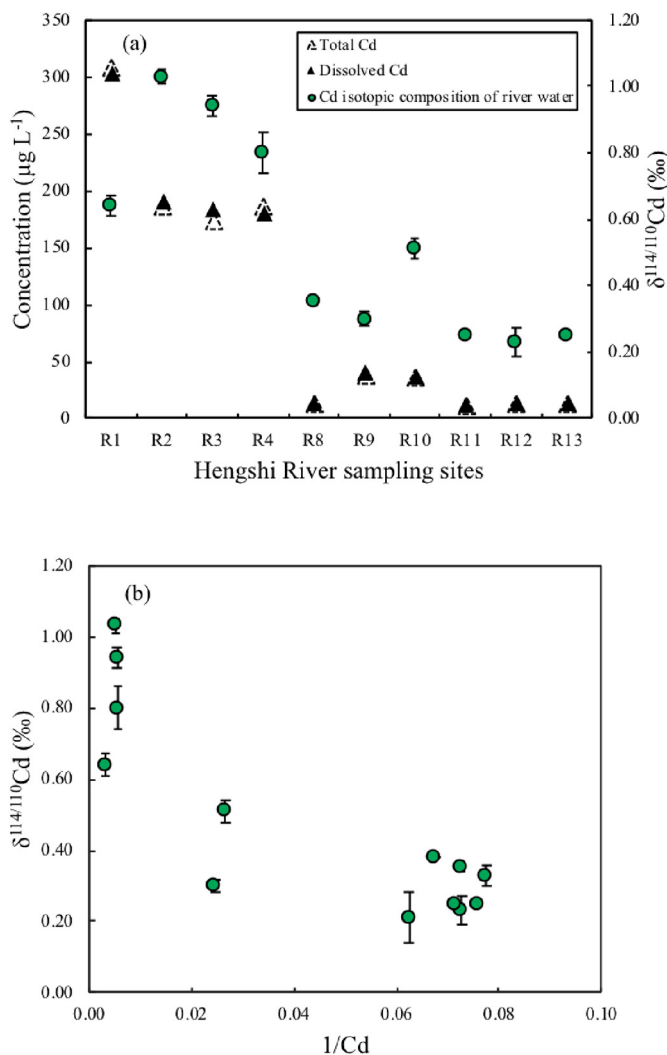 350
300
250
200
150
100
50
0
Concentration (µg L-1)
(a)
Total Cd
Dissolved Cd
Cd isotopic composition of river water
1.20
1.00
0.80
0.60
0.40
0.20
0.00
δ114/110Cd (‰)
R1 R2 R3 R4 R8 R9 R10 R11 R12 R13
Hengshi River sampling sites
(b)
1.20
1.00
0.80
0.60
0.40
0.20
0.00
δ114/110Cd (‰)
0.00 0.02 0.04 0.06 0.08 0.10
1/Cd